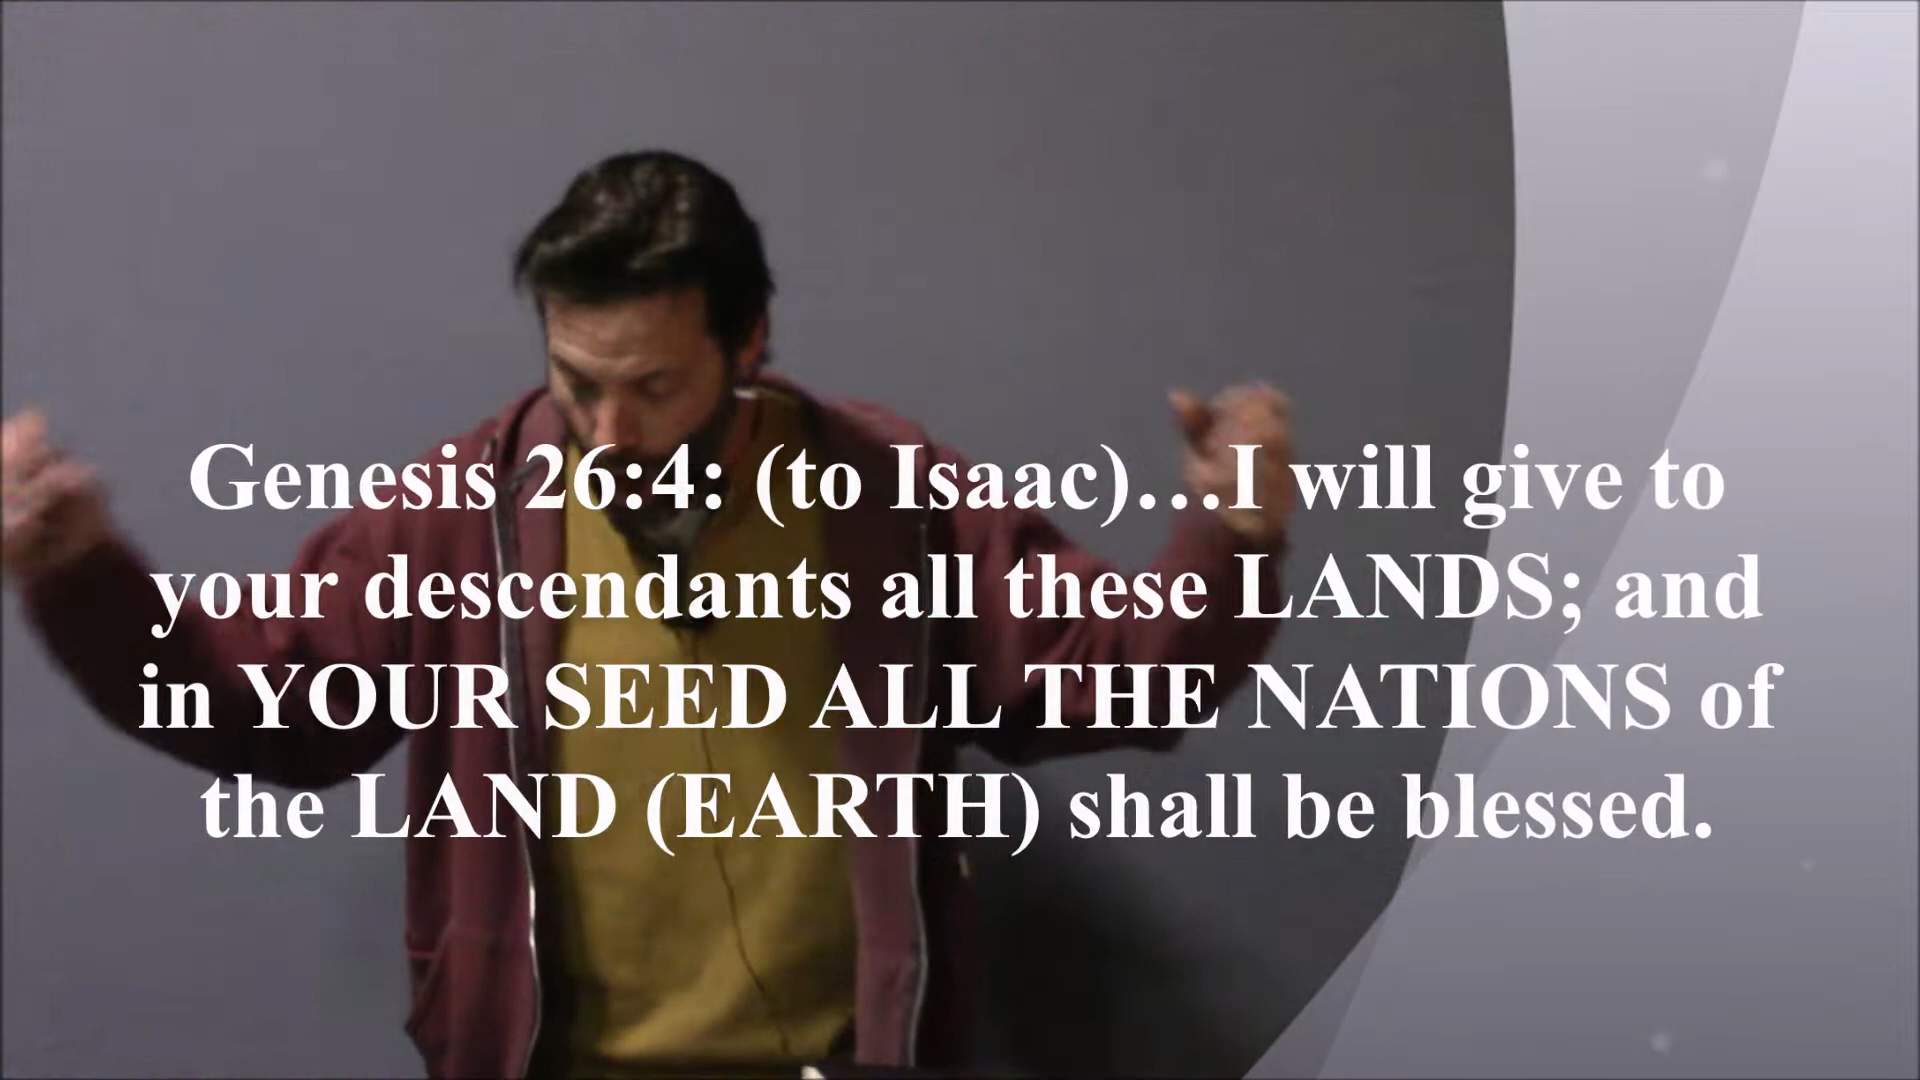 Genesis 26:4: (to Isaac)…I will give to
your descendants all these LANDS; and
in YOUR SEED ALL THE NATIONS of
the LAND (EARTH) shall be blessed.